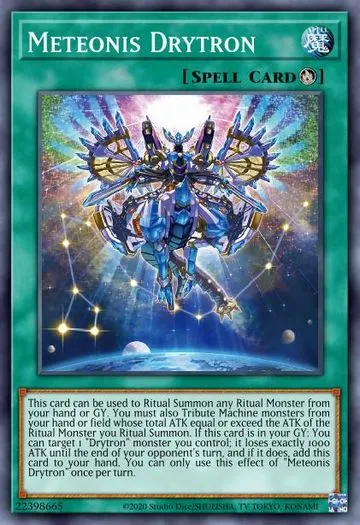 METEONIS DRYTRON
SPELL
魔
[SPELL CARD]
This card can be used to Ritual Summon any Ritual Monster from
your hand or GY. You must also Tribute Machine monsters from
your hand or field whose total ATK equal or exceed the ATK of the
Ritual Monster you Ritual Summon. If this card is in your GY: You
can target 1 "Drytron" monster you control; it loses exactly 1000
ATK until the end of your opponent's turn, and if it does, add this
card to your hand. You can only use this effect of "Meteonis
Drytron" once per turn.
22398665
©2020 Studio Dice/SHUEISHA, TV TOKYO, KONAMI